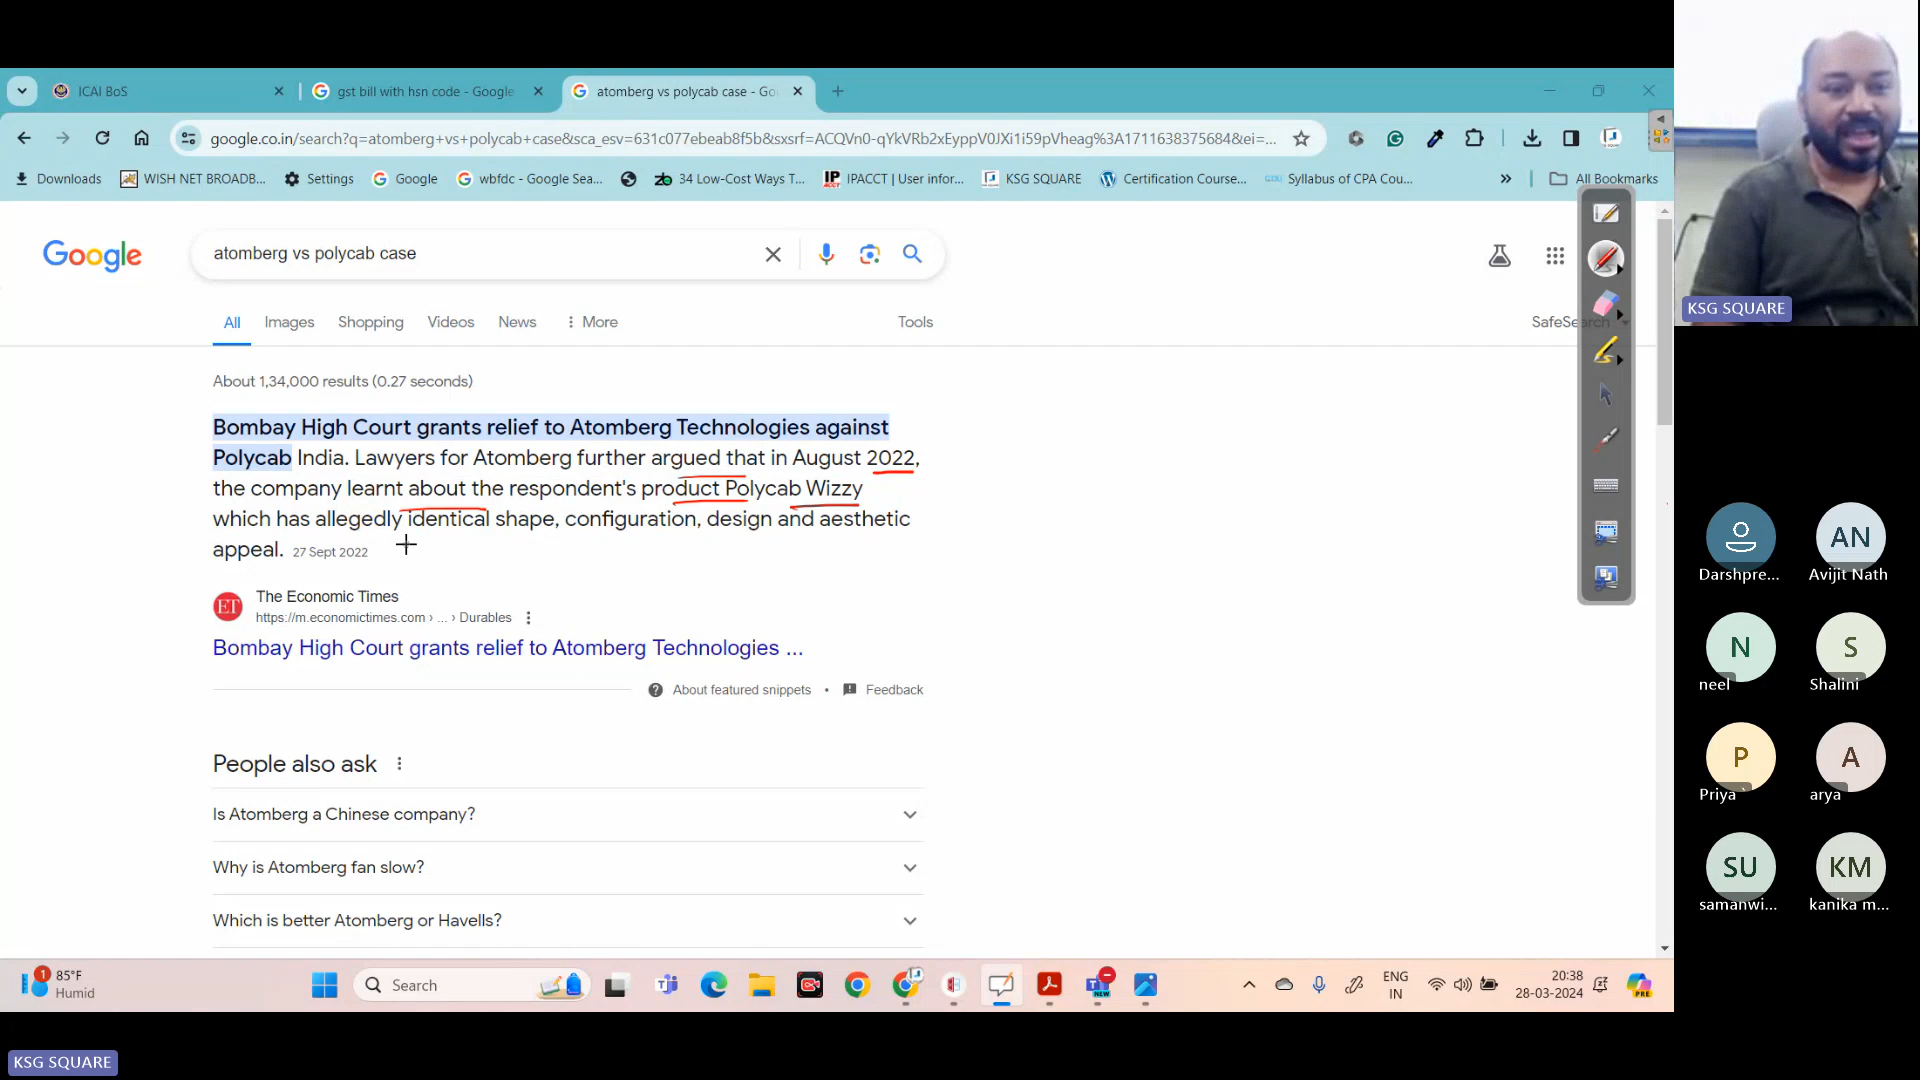 ICAI BoS
gst bill with hsn code - Google
atomberg vs polycab case - Go
google.co.in/search?q=atomberg+vs+polycab+case&sca_esv=631c077ebeab8f5b&sxsrf=ACQVn0-qYkVRb2xEyppV0JXi1i59pVheag%3A1711638375684&ei=...
Downloads
WISH NET BROADB...
Settings
Google
wbfdc - Google Sea...
34 Low-Cost Ways T...
IPACCT | User infor...
KSG SQUARE
Certification Course...
Syllabus of CPA Cou...
All Bookmarks
Google
atomberg vs polycab case
All
Images
Shopping
Videos
News
More
Tools
SafeSearch
About 1,34,000 results (0.27 seconds)
Bombay High Court grants relief to Atomberg Technologies against
Polycab India. Lawyers for Atomberg further argued that in August 2022,
the company learnt about the respondent's product Polycab Wizzy
which has allegedly identical shape, configuration, design and aesthetic
appeal. 27 Sept 2022
ET
The Economic Times
https://m.economictimes.com › ... › Durables
Bombay High Court grants relief to Atomberg Technologies ...
About featured snippets • Feedback
People also ask
Is Atomberg a Chinese company?
Why is Atomberg fan slow?
Which is better Atomberg or Havells?
1
85°F
Humid
Search
NEW
ENG
IN
20:38
28-03-2024
PRE
KSG SQUARE
Darshpre...
AN
Avijit Nath
N
neel
S
Shalini
P
Priya
A
arya
SU
samanwi...
KM
kanika m...
KSG SQUARE